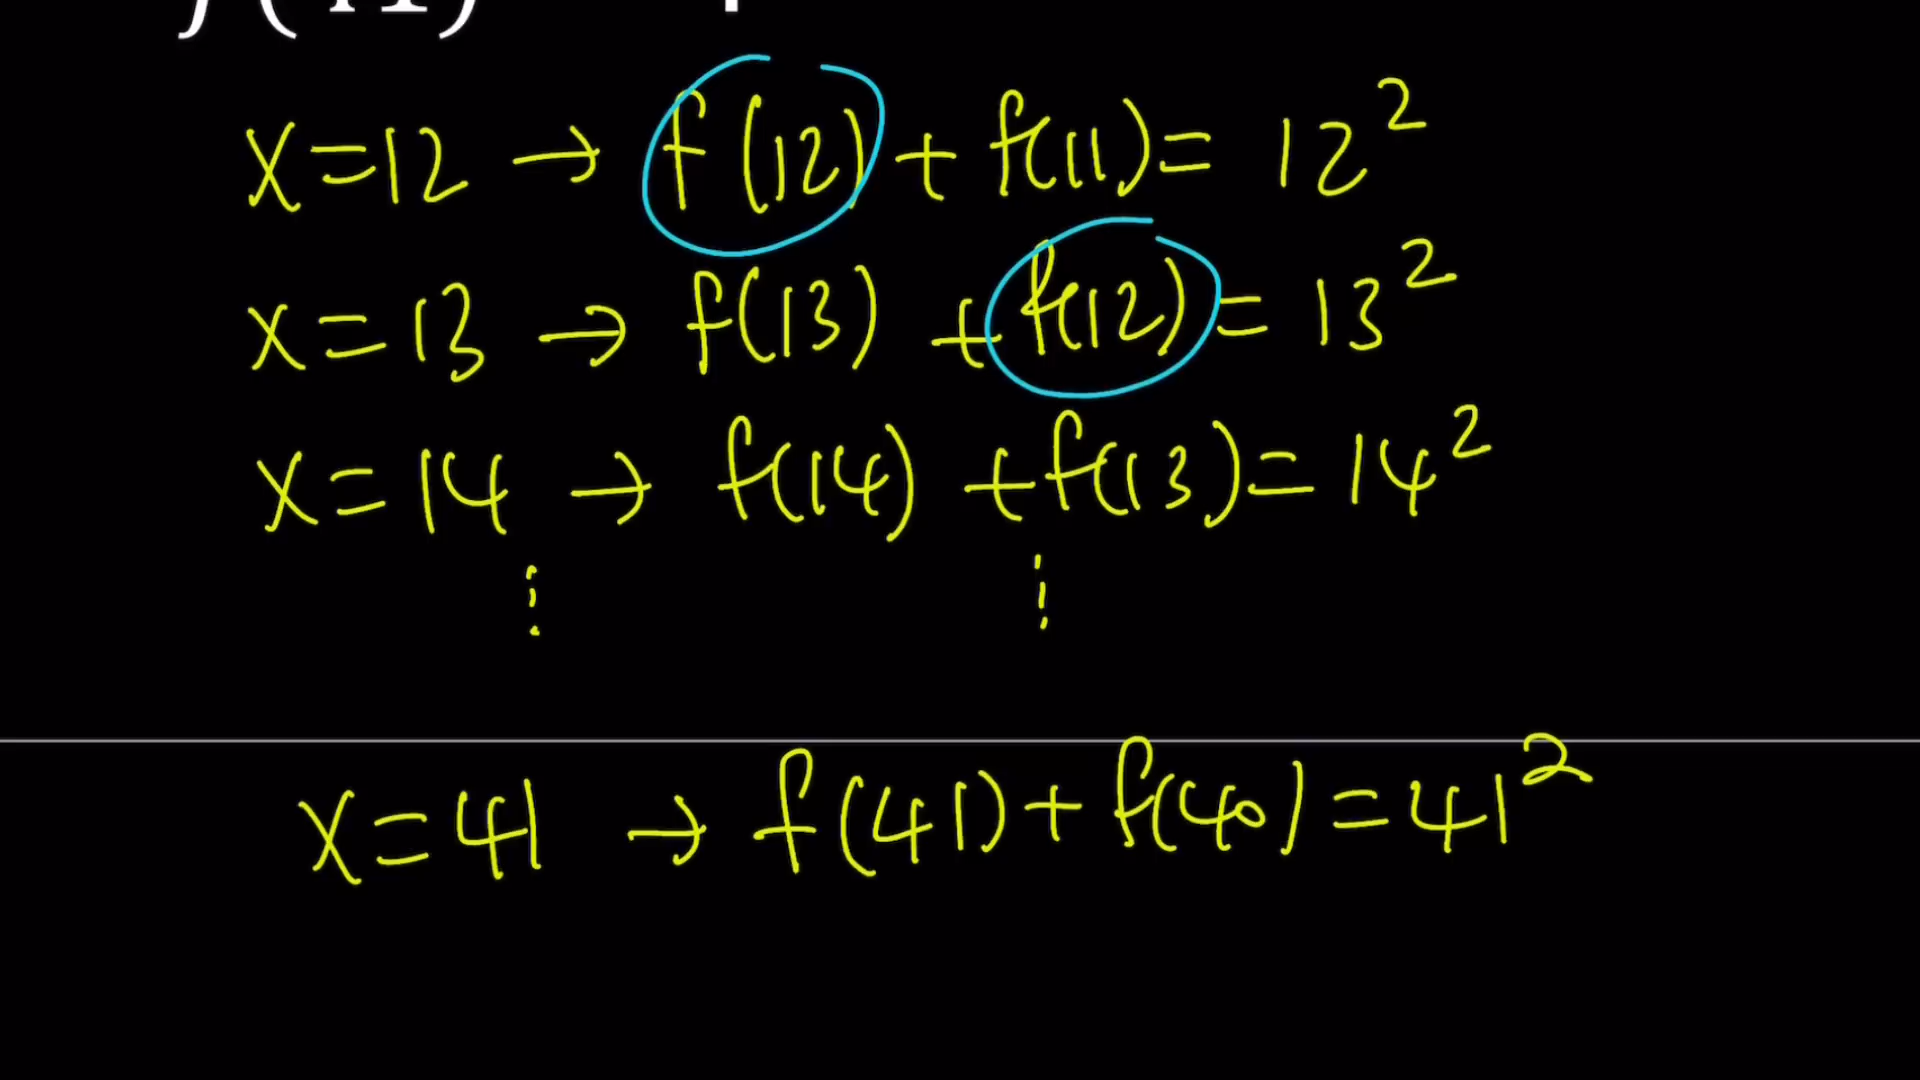 x=12 → f(12) + f(11) = 12²
x=13 → f(13) + f(12) = 13²
x=14 → f(14) + f(13) = 14²
⋮ ⋮
x=41 → f(41) + f(40) = 41²